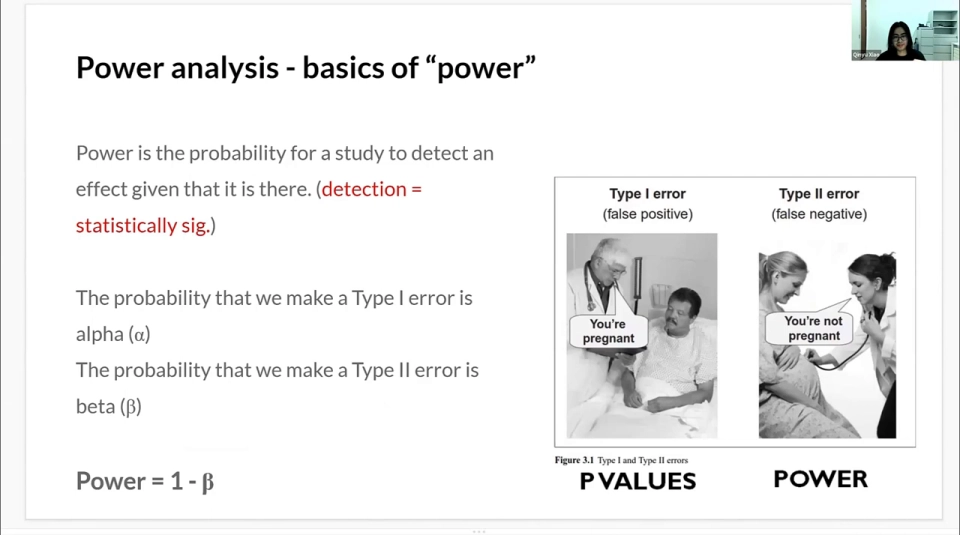 Power analysis - basics of “power”
Power is the probability for a study to detect an
effect given that it is there. (detection =
statistically sig.)
The probability that we make a Type I error is
alpha (α)
The probability that we make a Type II error is
beta (β)
Power = 1 - β
Type I error
(false positive)
You’re
pregnant
Type II error
(false negative)
You’re not
pregnant
Figure 3.1 Type I and Type II errors
P VALUES
POWER